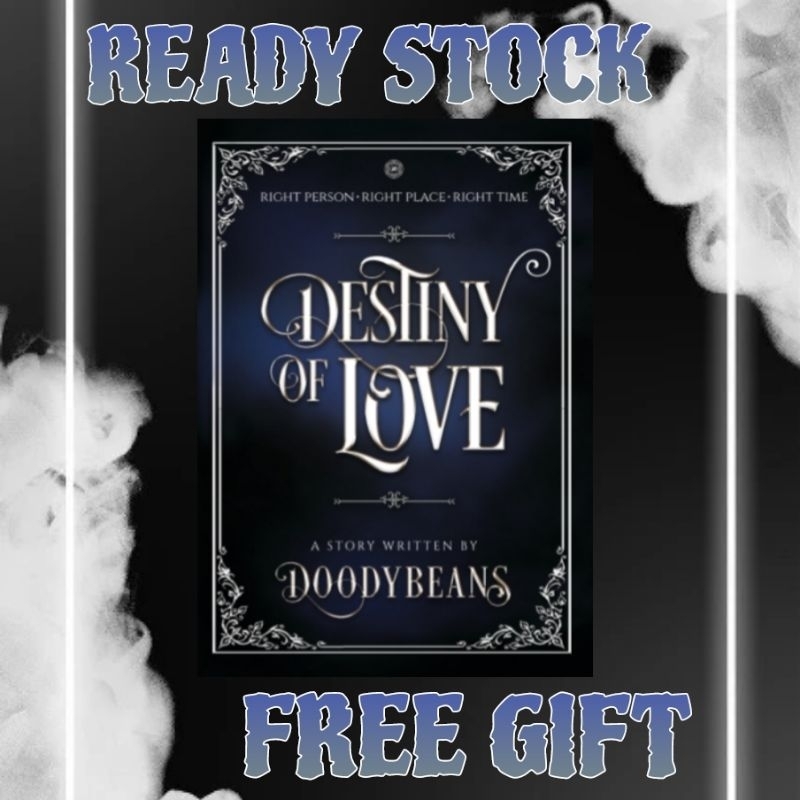 READY STOCK
RIGHT PERSON • RIGHT PLACE • RIGHT TIME
DESTINY
OF LOVE
A STORY WRITTEN BY
DOODYBEANS
FREE GIFT